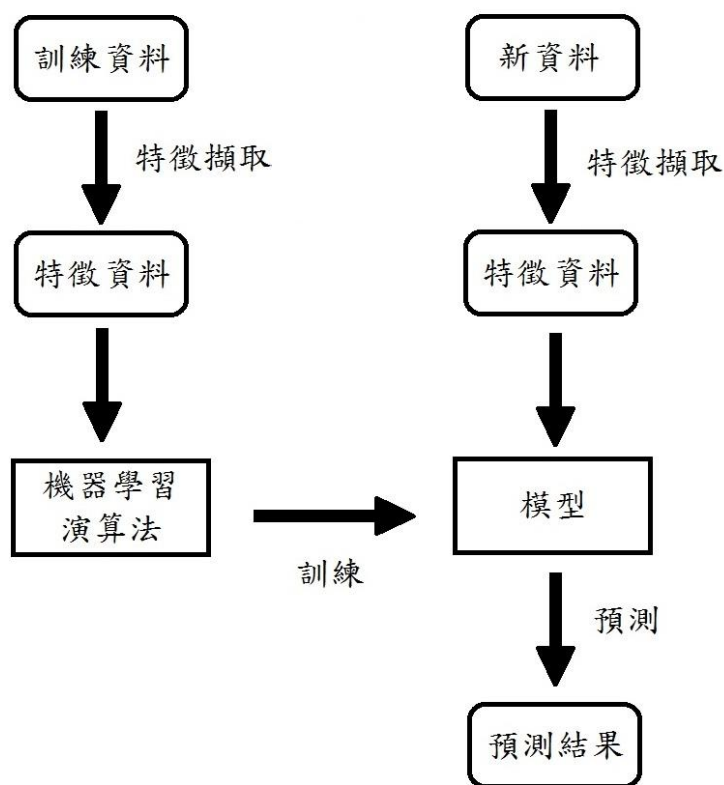 訓練資料
特徵擷取
特徵資料
機器學習
演算法
訓練
新資料
特徵擷取
特徵資料
模型
預測
預測結果